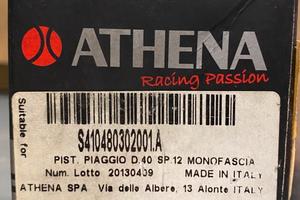 ATHENA
Racing Passion
Suitable for
S410480302001.A
PIST. PIAGGIO D.40 SP.12 MONOFASCIA
Num. Lotto 20130409 MADE IN ITALY
ATHENA SPA Via delle Albere, 13 Alonte ITALY